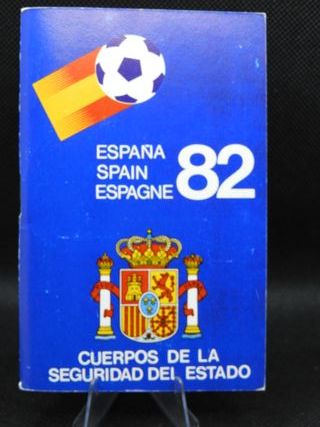 ESPAÑA
SPAIN
ESPAGNE
82
CUERPOS DE LA
SEGURIDAD DEL ESTADO